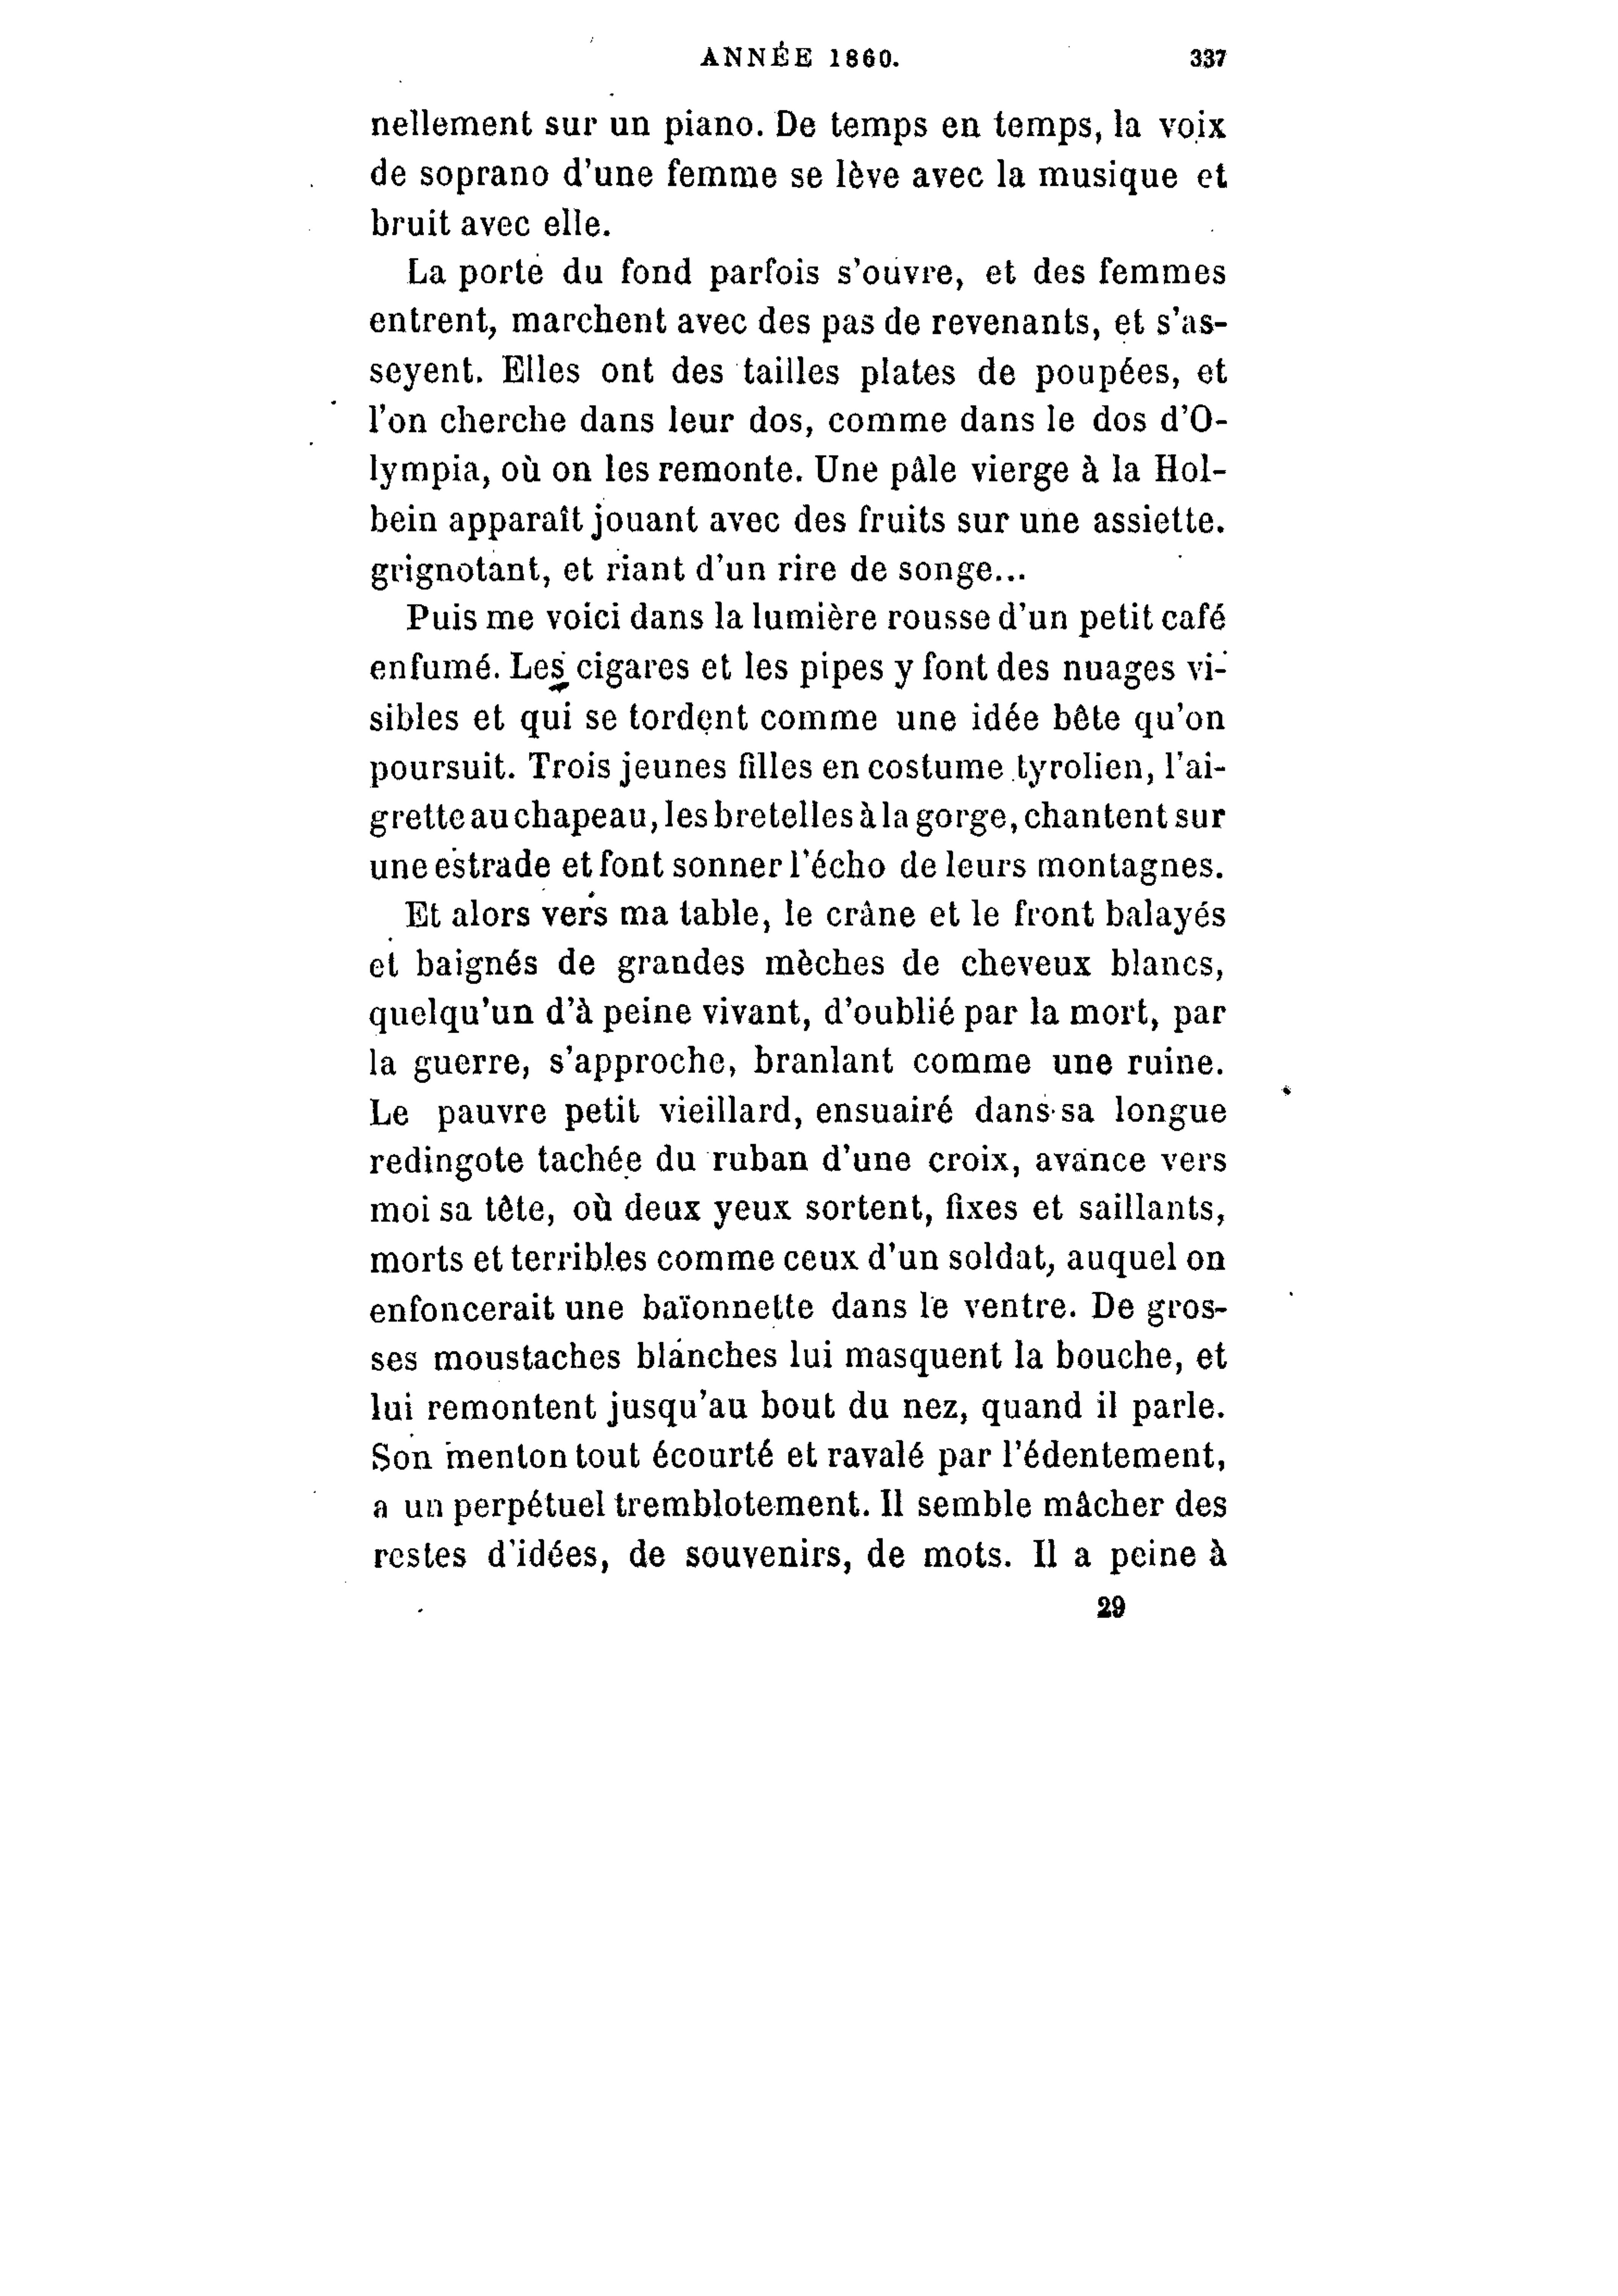 ANNÉE 1860. 337
nellement sur un piano. De temps en temps, la voix
de soprano d'une femme se lève avec la musique et
bruit avec elle.
La porte du fond parfois s'ouvre, et des femmes
entrent, marchent avec des pas de revenants, et s'as-
seyent. Elles ont des tailles plates de poupées, et
l'on cherche dans leur dos, comme dans le dos d'O-
lympia, où on les remonte. Une pâle vierge à la Hol-
bein apparaît jouant avec des fruits sur une assiette.
grignotant, et riant d'un rire de songe...
Puis me voici dans la lumière rousse d'un petit café
enfumé. Les cigares et les pipes y font des nuages vi-
sibles et qui se tordent comme une idée bête qu'on
poursuit. Trois jeunes filles en costume tyrolien, l'ai-
grette au chapeau, les bretelles à la gorge, chantent sur
une estrade et font sonner l'écho de leurs montagnes.
Et alors vers ma table, le crâne et le front balayés
et baignés de grandes mèches de cheveux blancs,
quelqu'un d'à peine vivant, d'oublié par la mort, par
la guerre, s'approche, branlant comme une ruine.
Le pauvre petit vieillard, ensuairé dans sa longue
redingote tachée du ruban d'une croix, avance vers
moi sa tête, où deux yeux sortent, fixes et saillants,
morts et terribles comme ceux d'un soldat, auquel on
enfoncerait une baïonnette dans le ventre. De gros-
ses moustaches blanches lui masquent la bouche, et
lui remontent jusqu'au bout du nez, quand il parle.
Son menton tout écourté et ravalé par l'édentement,
a un perpétuel tremblotement. Il semble mâcher des
restes d'idées, de souvenirs, de mots. Il a peine à
29